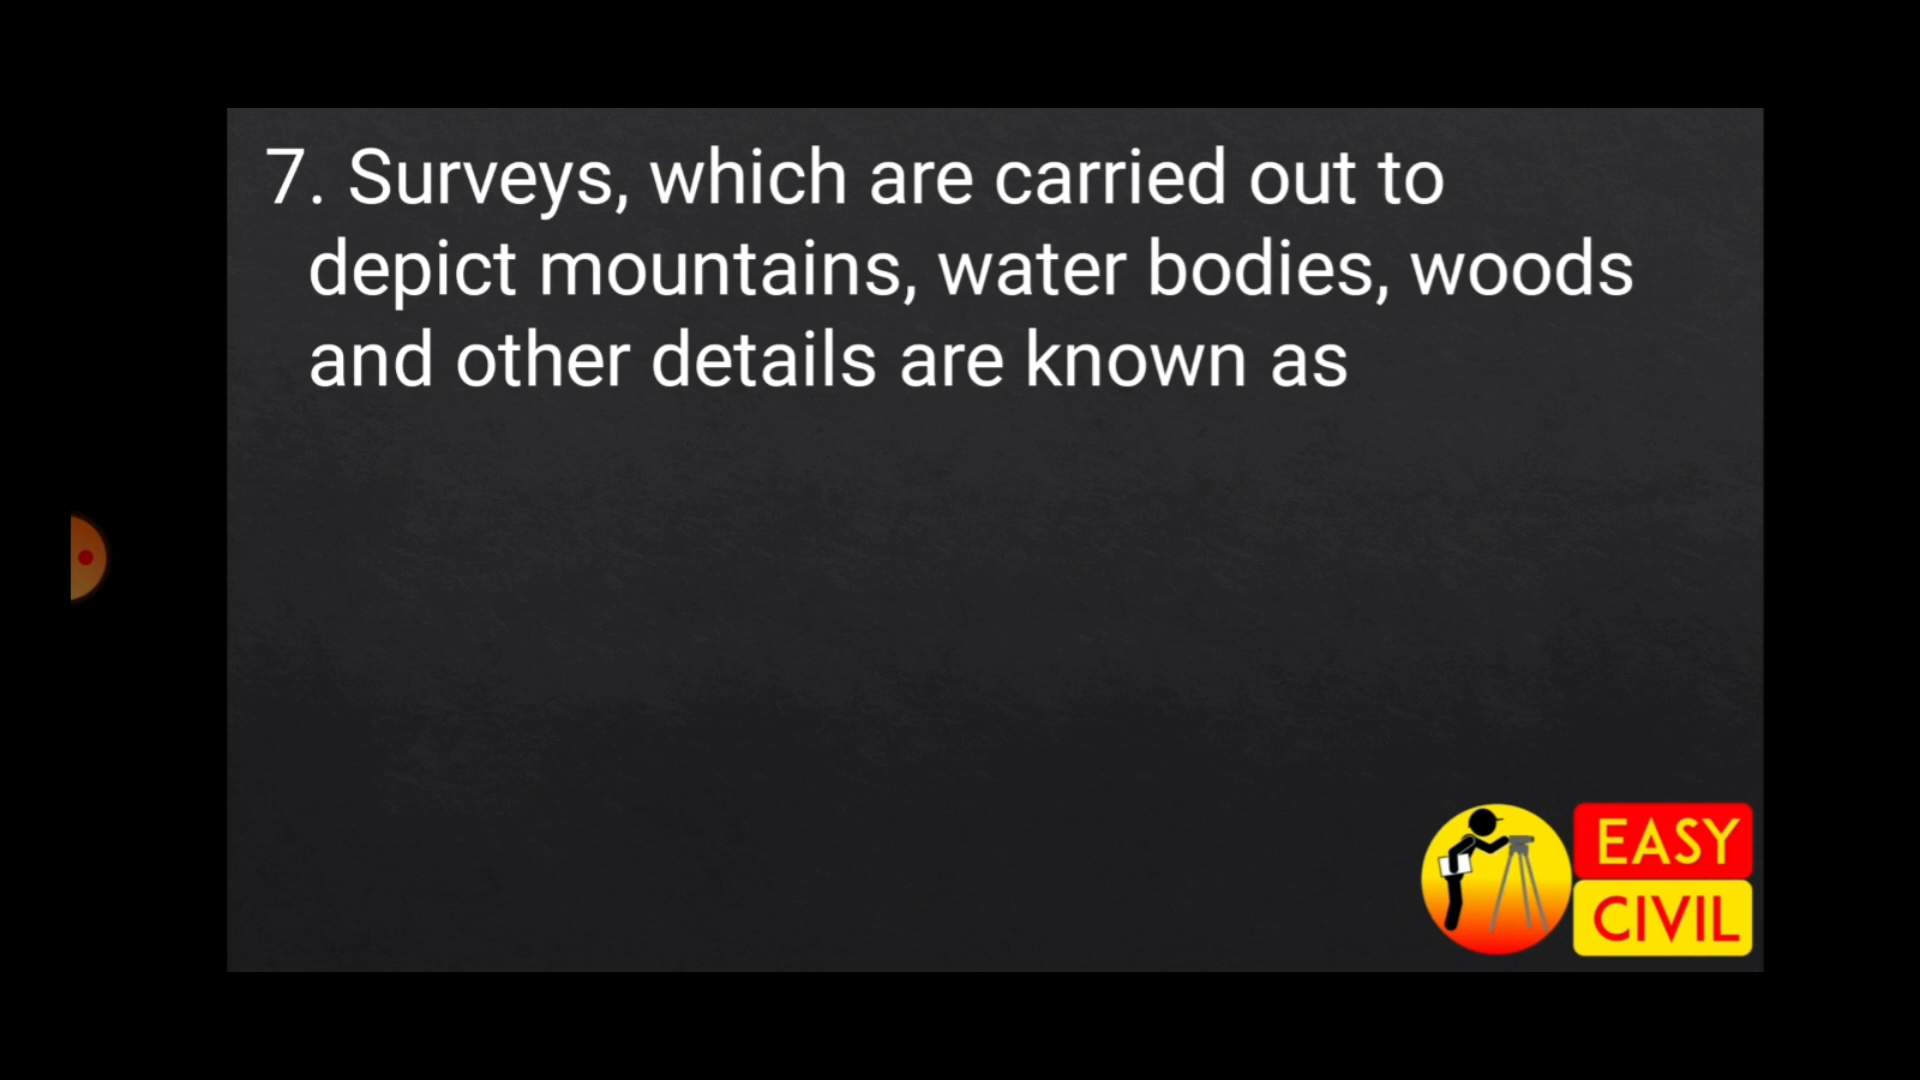 7. Surveys, which are carried out to
depict mountains, water bodies, woods
and other details are known as
EASY
CIVIL